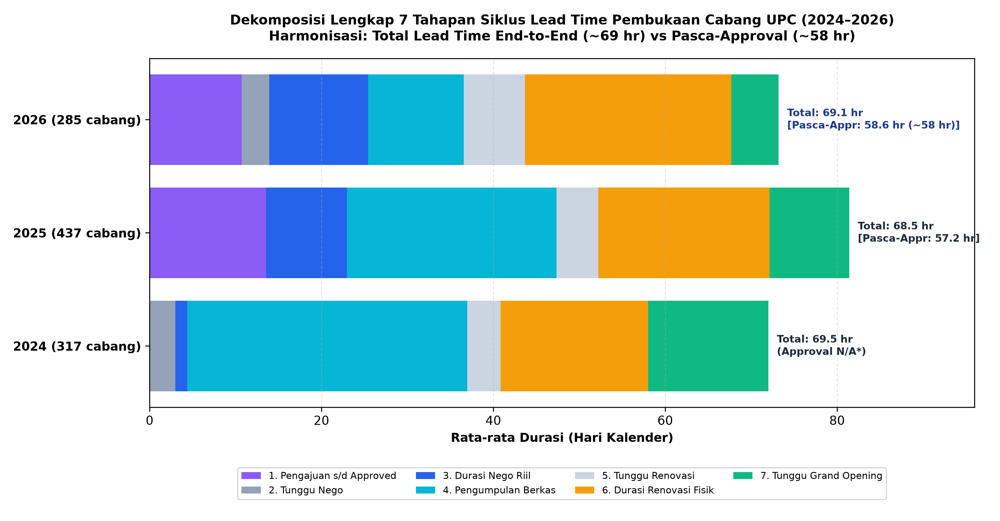 Dekomposisi Lengkap 7 Tahapan Siklus Lead Time Pembukaan Cabang UPC (2024–2026)
Harmonisasi: Total Lead Time End-to-End (~69 hr) vs Pasca-Approval (~58 hr)
2026 (285 cabang)
Total: 69.1 hr
[Pasca-Appr: 58.6 hr (~58 hr)]
2025 (437 cabang)
Total: 68.5 hr
[Pasca-Appr: 57.2 hr]
2024 (317 cabang)
Total: 69.5 hr
(Approval N/A*)
0 20 40 60 80
Rata-rata Durasi (Hari Kalender)
1. Pengajuan s/d Approved
2. Tunggu Nego
3. Durasi Nego Riil
4. Pengumpulan Berkas
5. Tunggu Renovasi
6. Durasi Renovasi Fisik
7. Tunggu Grand Opening